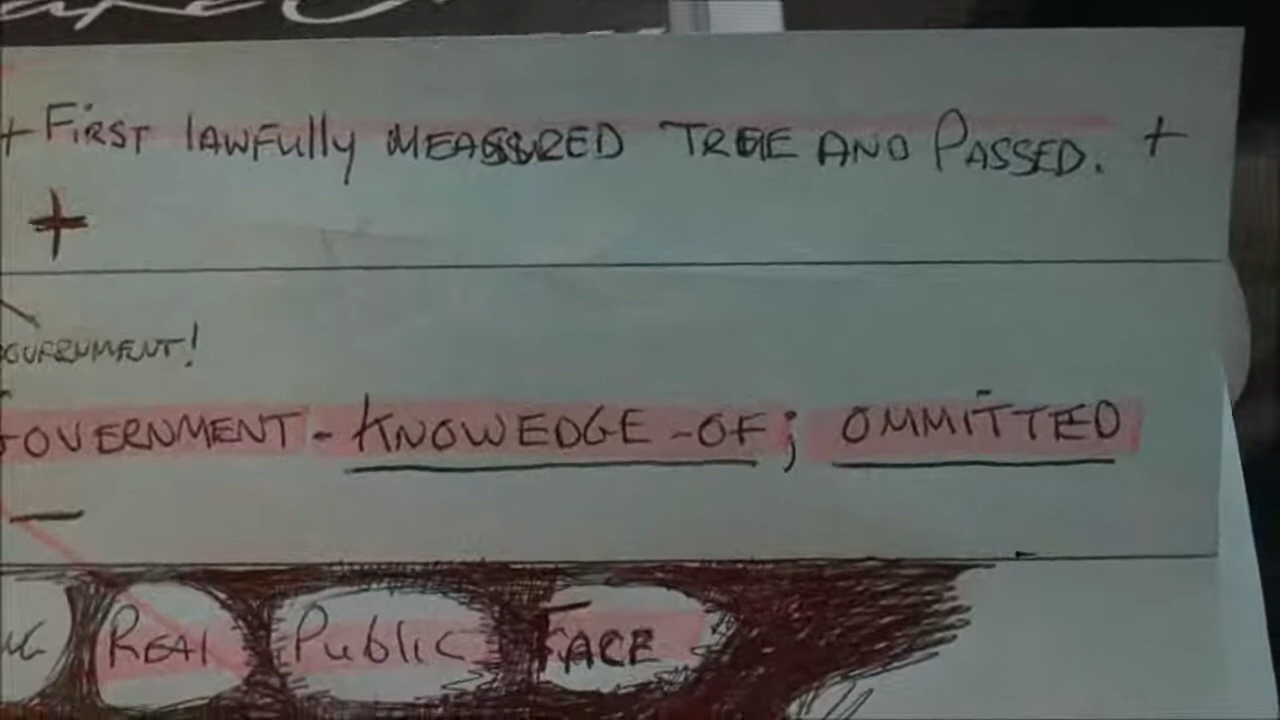 + FiRST lAWFUlly MEASURED TREE AND PASSED. +
+
GOVERNMENT!
GOVERNMENT - KNOWEDGE - OF; OMMiTTED
—
REAl Public FACE